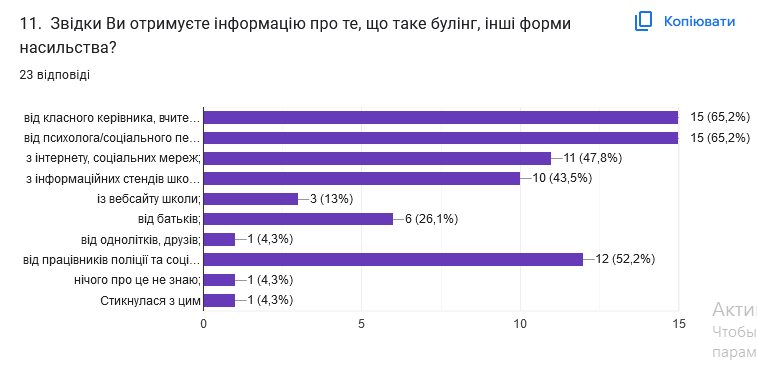 11. Звідки Ви отримуєте інформацію про те, що таке булінг, інші форми
насильства?
Копіювати
23 відповіді
від класного керівника, вчите… 15 (65,2%)
від психолога/соціального пе… 15 (65,2%)
з інтернету, соціальних мереж; 11 (47,8%)
з інформаційних стендів шко… 10 (43,5%)
із вебсайту школи; 3 (13%)
від батьків; 6 (26,1%)
від однолітків, друзів; 1 (4,3%)
від працівників поліції та соці… 12 (52,2%)
нічого про це не знаю; 1 (4,3%)
Стикнулася з цим 1 (4,3%)
0 5 10 15
Акти
Чтобы
парам